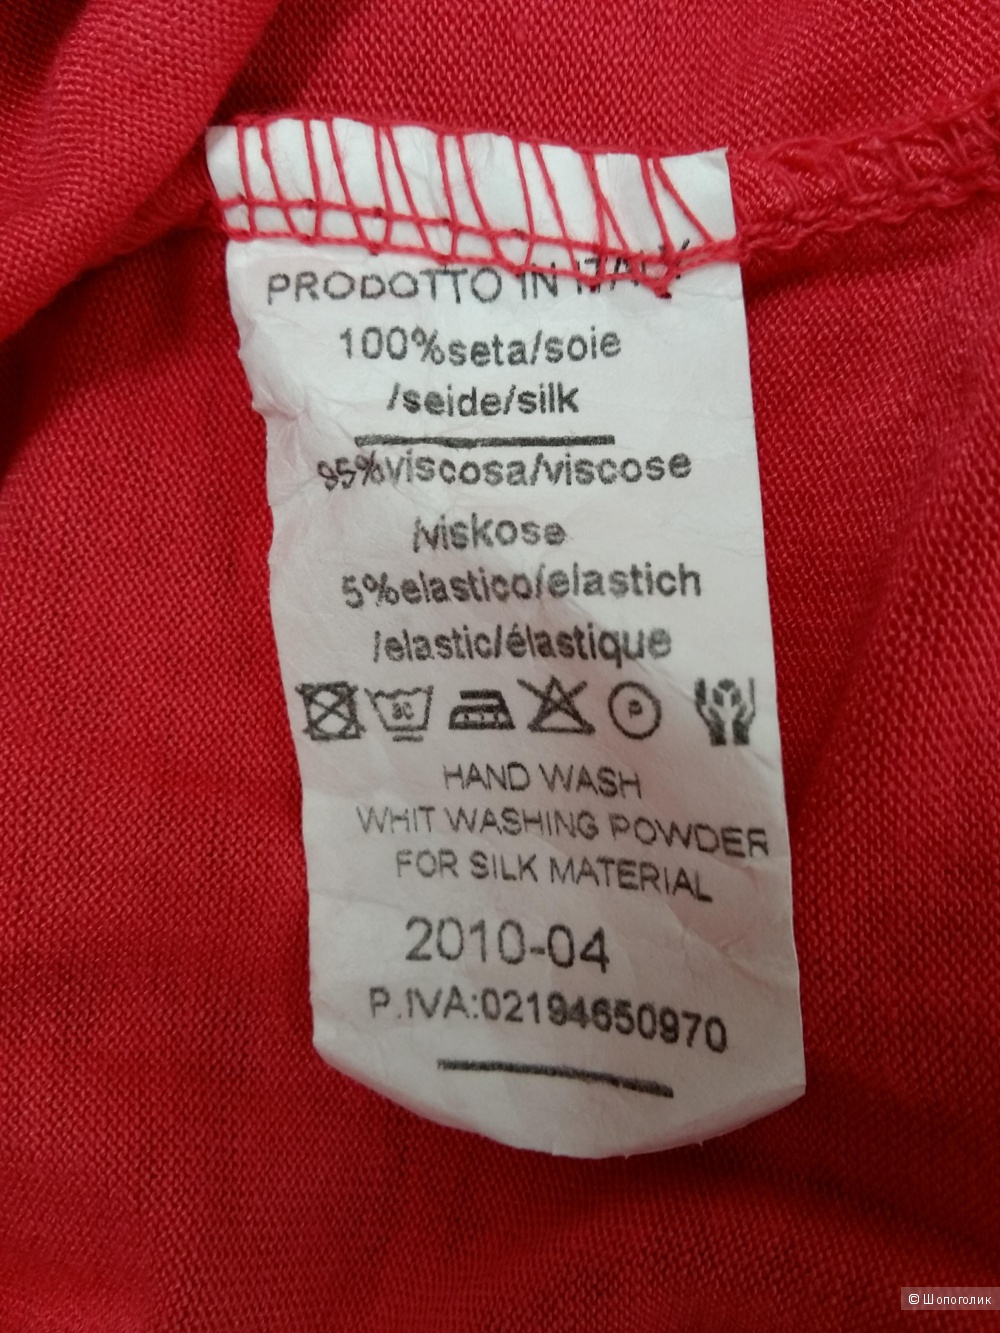 PRODOTTO IN ITALY
100%seta/soie
/seide/silk
95%viscosa/viscose
/viskose
5%elastico/elastich
/elastic/élastique
P
HAND WASH
WHIT WASHING POWDER
FOR SILK MATERIAL
2010-04
P.IVA:02194650970
© Шопоголик